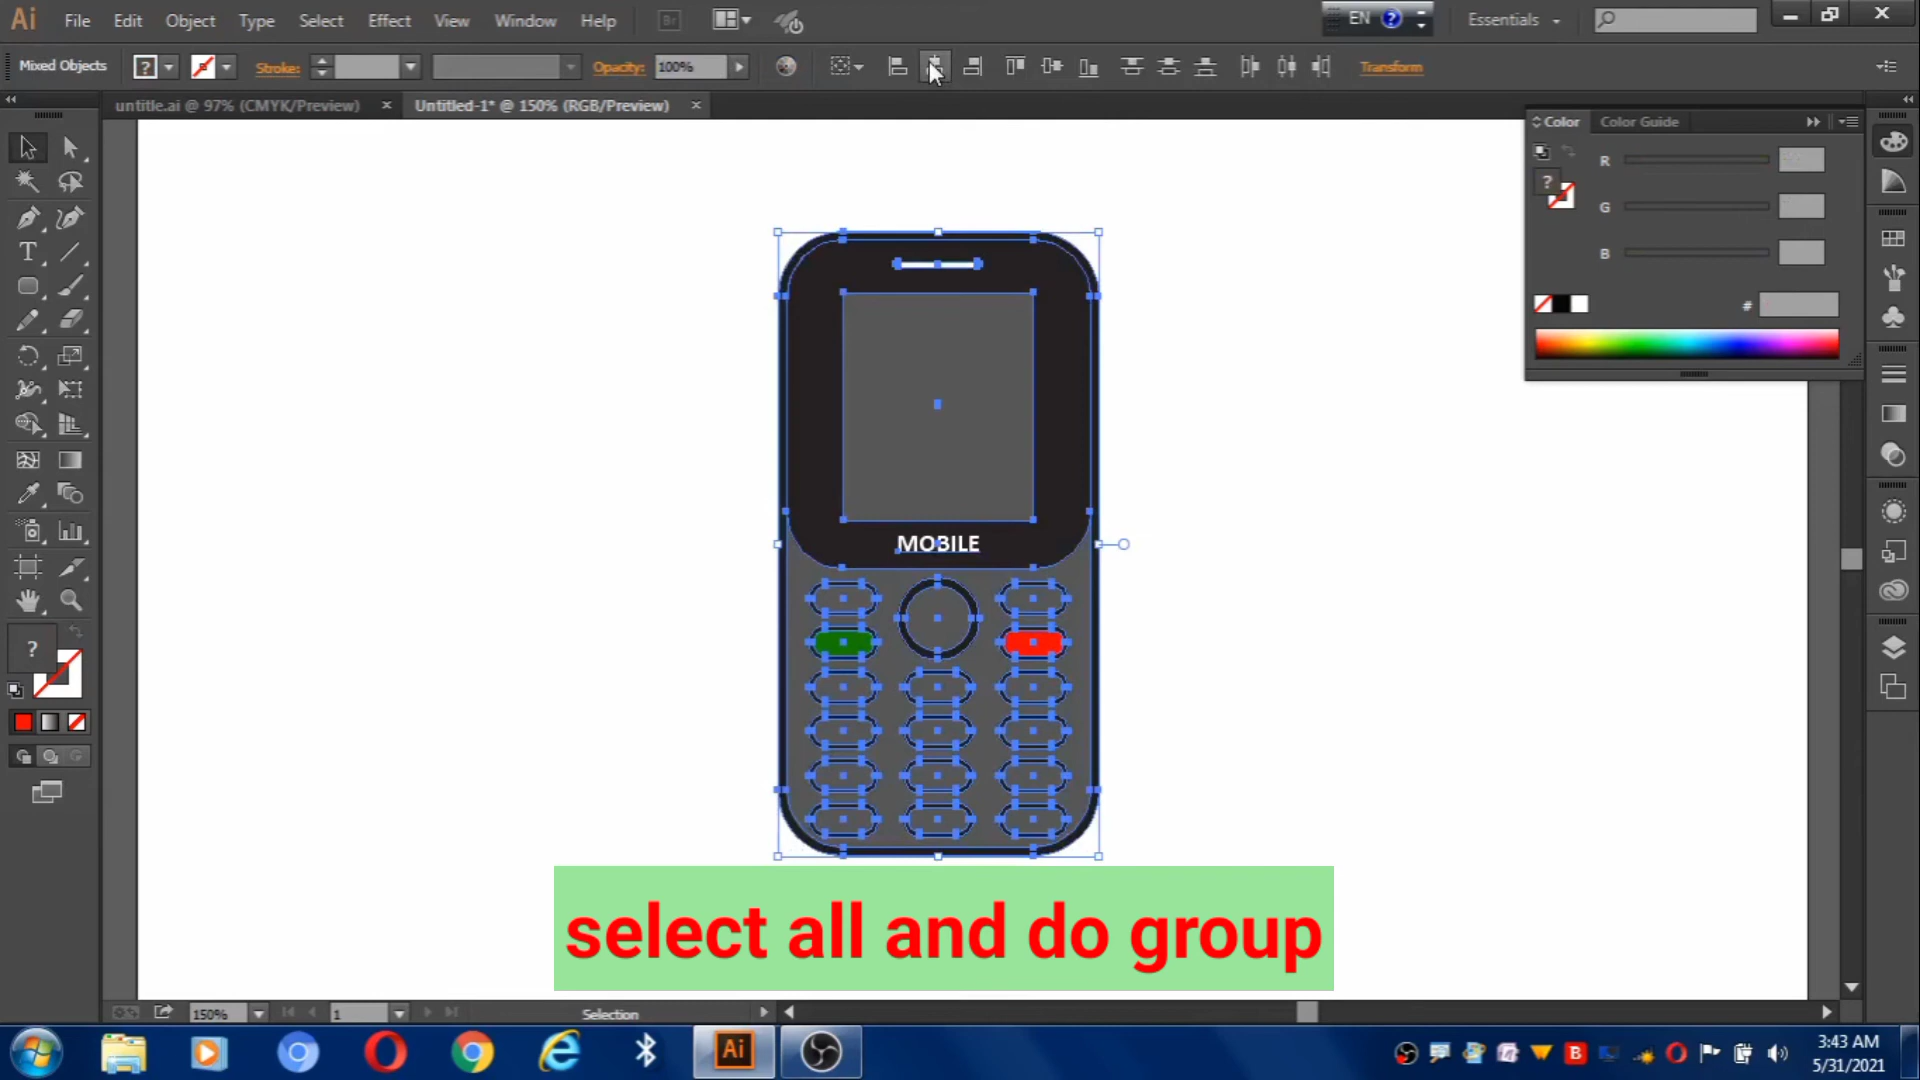 Ai File Edit Object Type Select Effect View Window Help Br EN ? Essentials
Mixed Objects ? Stroke: Opacity: 100% Transform
untitle.ai @ 97% (CMYK/Preview) × Untitled-1* @ 150% (RGB/Preview) ×
Color Color Guide
R
?
G
B
#
T
MOBILE
?
select all and do group
150% 1 Selection
Ai B 3:43 AM
5/31/2021